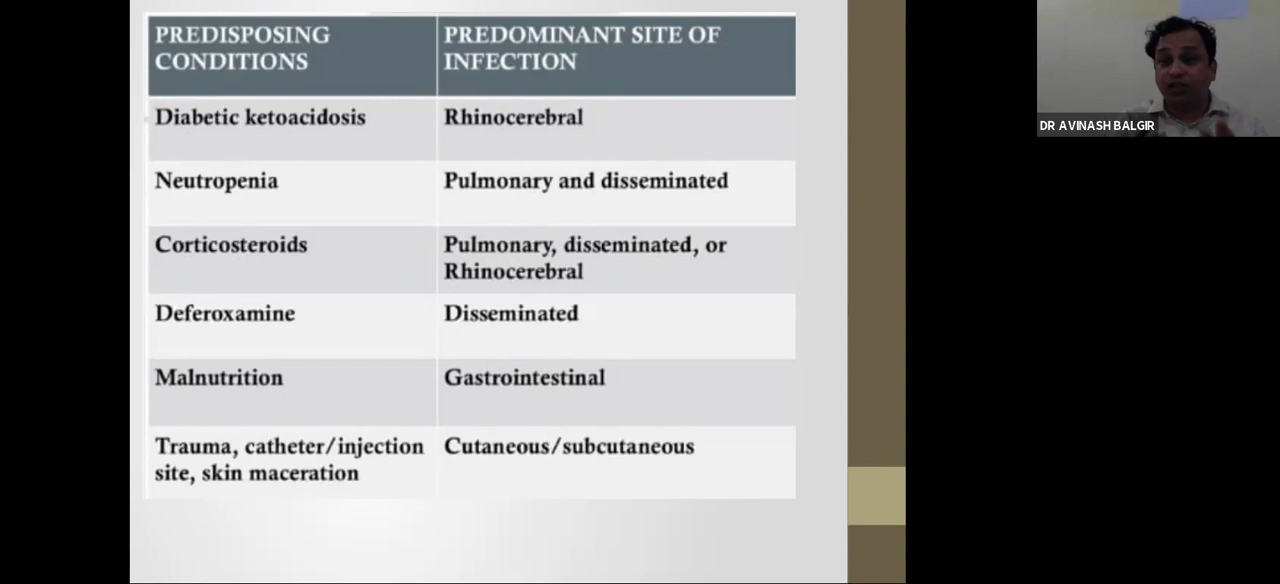 PREDISPOSING
CONDITIONS
PREDOMINANT SITE OF
INFECTION
Diabetic ketoacidosis
Rhinocerebral
Neutropenia
Pulmonary and disseminated
Corticosteroids
Pulmonary, disseminated, or
Rhinocerebral
Deferoxamine
Disseminated
Malnutrition
Gastrointestinal
Trauma, catheter/injection
site, skin maceration
Cutaneous/subcutaneous
DR AVINASH BALGIR